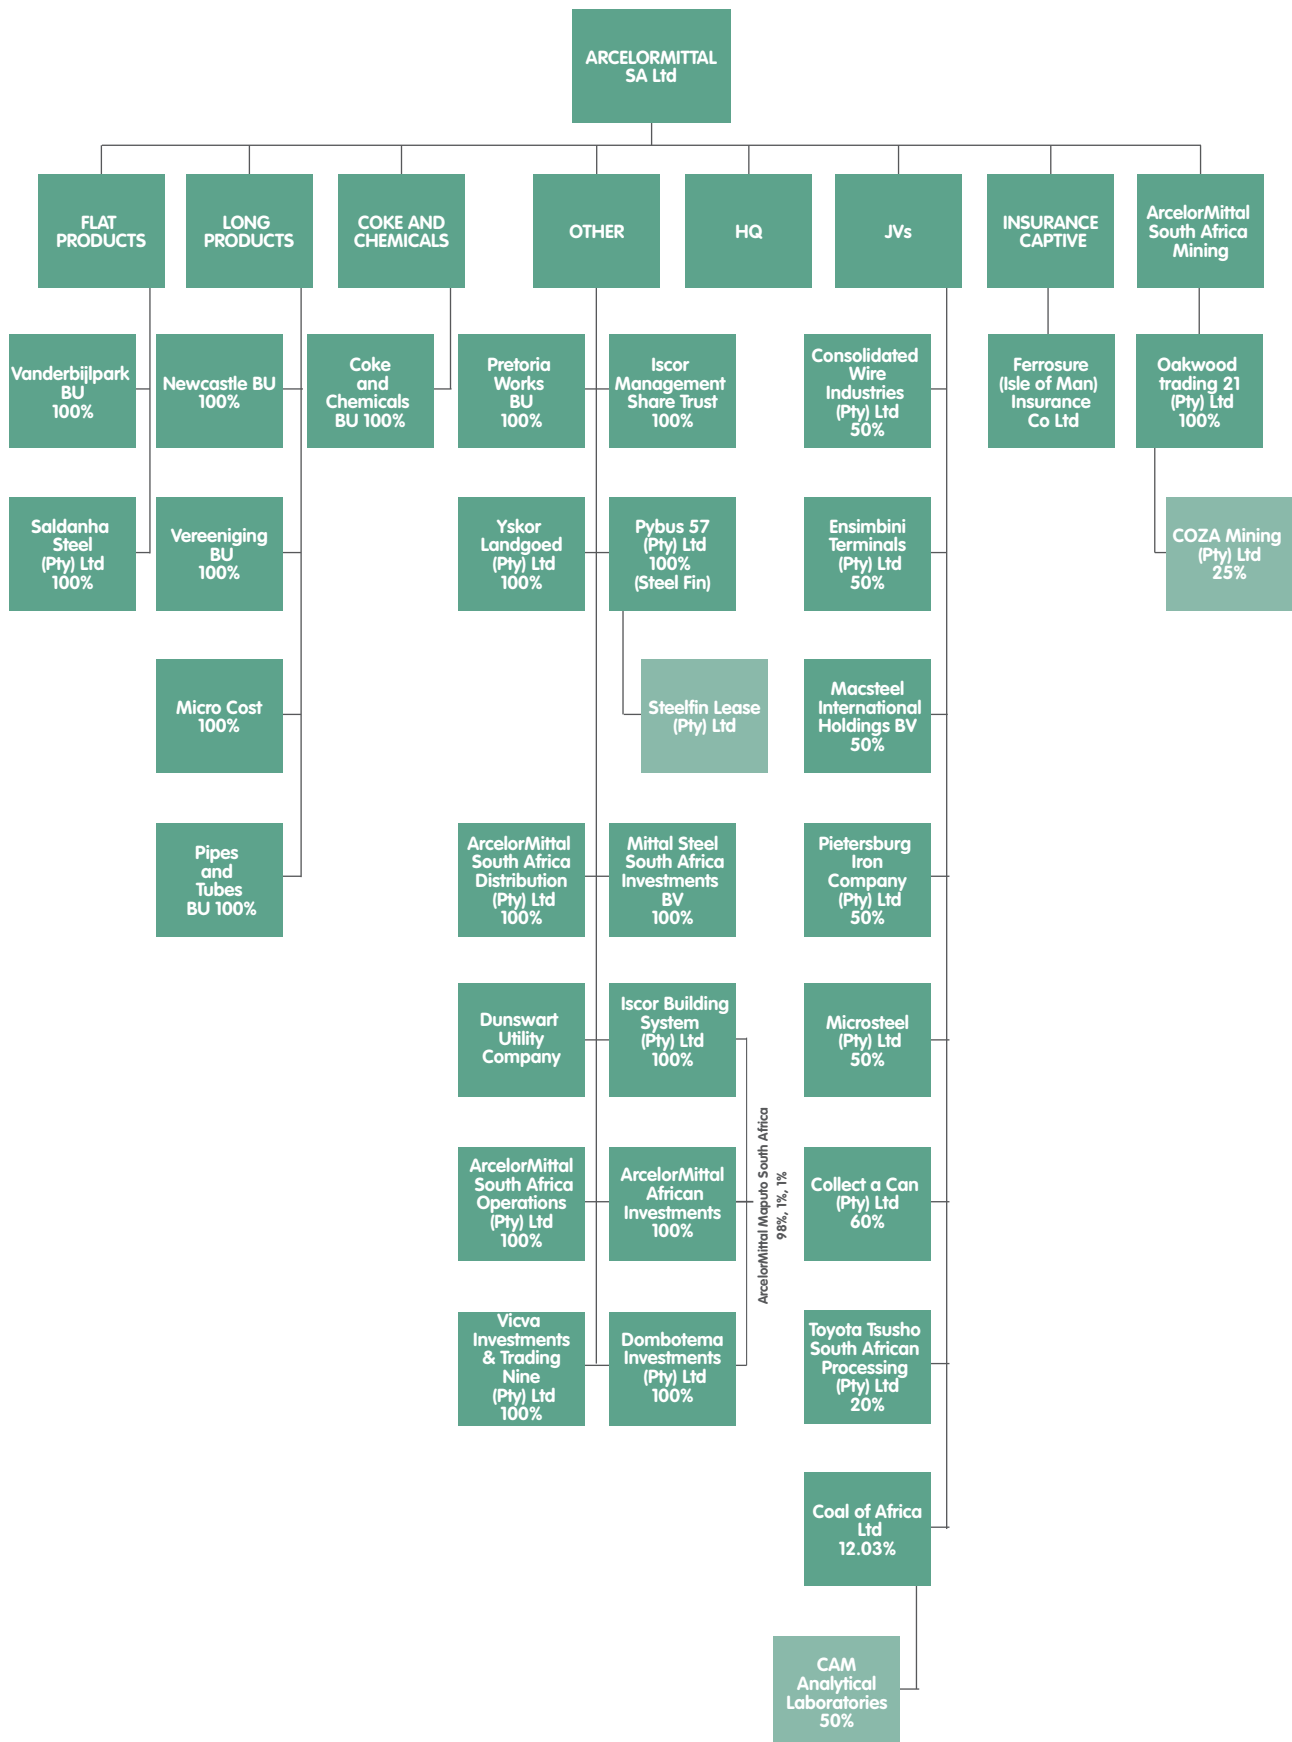 ARCELORMITTAL
SA Ltd
FLAT
PRODUCTS
LONG
PRODUCTS
COKE AND
CHEMICALS
OTHER
HQ
JVs
INSURANCE
CAPTIVE
ArcelorMittal
South Africa
Mining
Vanderbijlpark
BU
100%
Newcastle BU
100%
Coke
and
Chemicals
BU 100%
Pretoria
Works
BU
100%
Iscor
Management
Share Trust
100%
Consolidated
Wire
Industries
(Pty) Ltd
50%
Ferrosure
(Isle of Man)
Insurance
Co Ltd
Oakwood
trading 21
(Pty) Ltd
100%
Saldanha
Steel
(Pty) Ltd
100%
Vereeniging
BU
100%
Yskor
Landgoed
(Pty) Ltd
100%
Pybus 57
(Pty) Ltd
100%
(Steel Fin)
Ensimbini
Terminals
(Pty) Ltd
50%
COZA Mining
(Pty) Ltd
25%
Micro Cost
100%
Steelfin Lease
(Pty) Ltd
Macsteel
International
Holdings BV
50%
Pipes
and
Tubes
BU 100%
ArcelorMittal
South Africa
Distribution
(Pty) Ltd
100%
Mittal Steel
South Africa
Investments
BV
100%
Pietersburg
Iron
Company
(Pty) Ltd
50%
Dunswart
Utility
Company
Iscor Building
System
(Pty) Ltd
100%
Microsteel
(Pty) Ltd
50%
ArcelorMittal
South Africa
Operations
(Pty) Ltd
100%
ArcelorMittal
African
Investments
100%
ArcelorMittal Maputo South Africa
98%, 1%, 1%
Collect a Can
(Pty) Ltd
60%
Vicva
Investments
& Trading
Nine
(Pty) Ltd
100%
Dombotema
Investments
(Pty) Ltd
100%
Toyota Tsusho
South African
Processing
(Pty) Ltd
20%
Coal of Africa
Ltd
12.03%
CAM
Analytical
Laboratories
50%